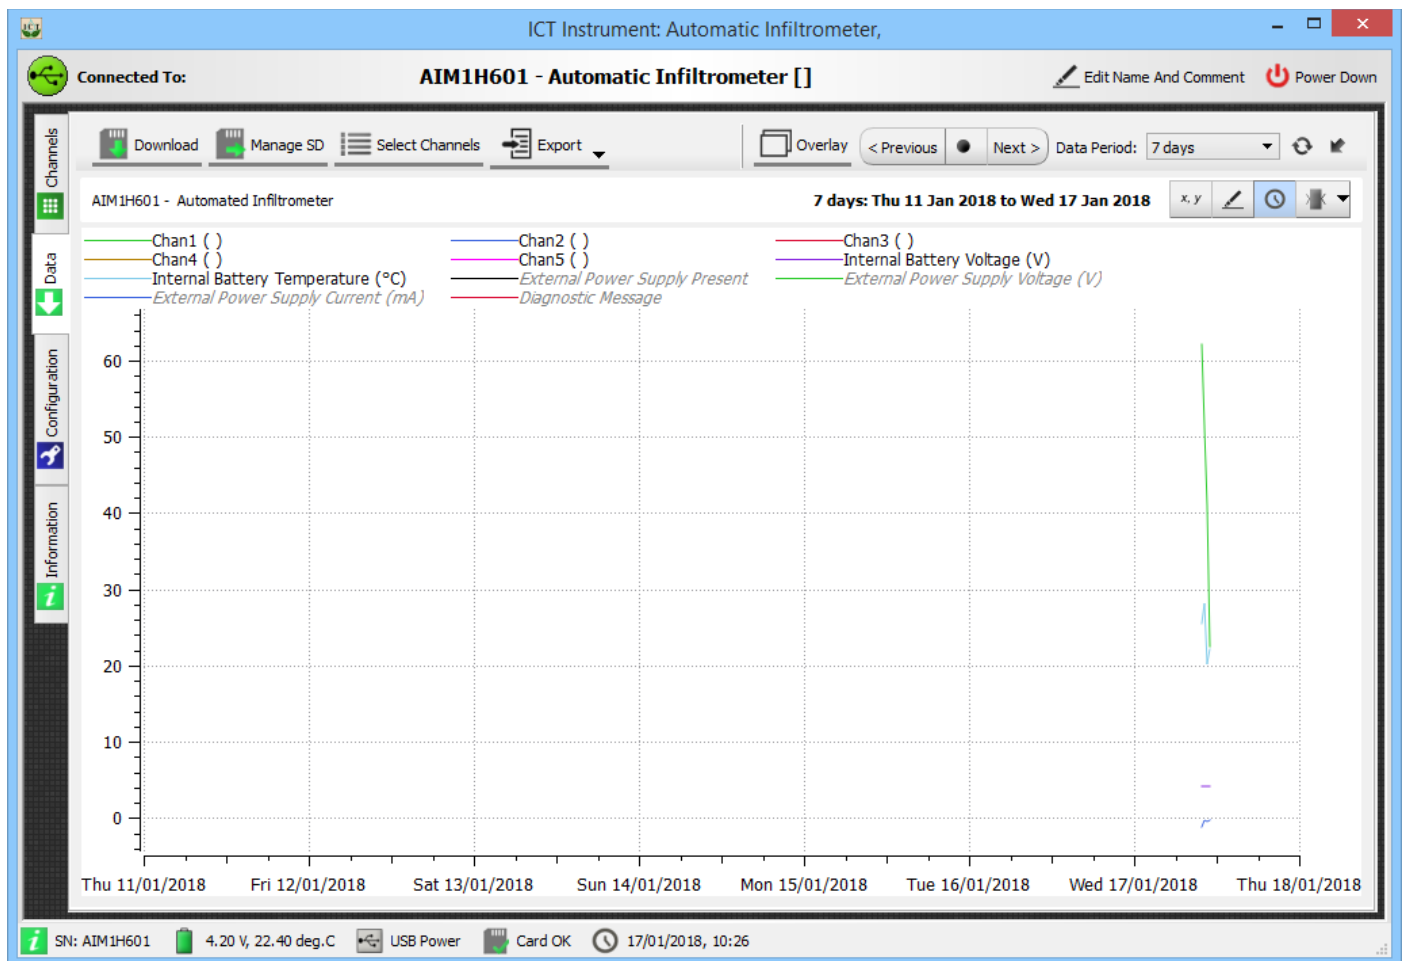 ICT Instrument: Automatic Infiltrometer,
Connected To:
AIM1H601 - Automatic Infiltrometer []
Edit Name And Comment
Power Down
Channels
Data
Configuration
Information
Download
Manage SD
Select Channels
Export
Overlay
< Previous
Next >
Data Period:
7 days
AIM1H601 - Automated Infiltrometer
7 days: Thu 11 Jan 2018 to Wed 17 Jan 2018
x, y
Chan1 ( )
Chan2 ( )
Chan3 ( )
Chan4 ( )
Chan5 ( )
Internal Battery Voltage (V)
Internal Battery Temperature (°C)
External Power Supply Present
External Power Supply Voltage (V)
External Power Supply Current (mA)
Diagnostic Message
60
50
40
30
20
10
0
Thu 11/01/2018
Fri 12/01/2018
Sat 13/01/2018
Sun 14/01/2018
Mon 15/01/2018
Tue 16/01/2018
Wed 17/01/2018
Thu 18/01/2018
SN: AIM1H601
4.20 V, 22.40 deg.C
USB Power
Card OK
17/01/2018, 10:26